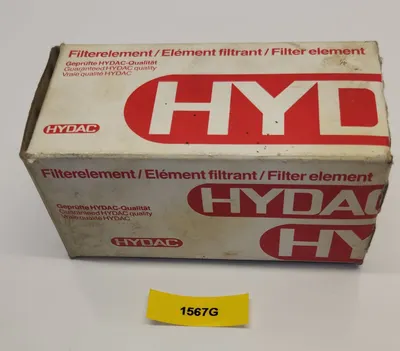 Filterelement / Elément filtrant / Filter element
Geprüfte HYDAC-Qualität
Guaranteed HYDAC quality
Vraie qualité HYDAC
HYD
HYDAC
Filterelement / Elément filtrant / Filter element
HYDAC
Geprüfte HYDAC-Qualität
Guaranteed HYDAC quality
Vraie qualité HYDAC
HYDAC
HY
1567G